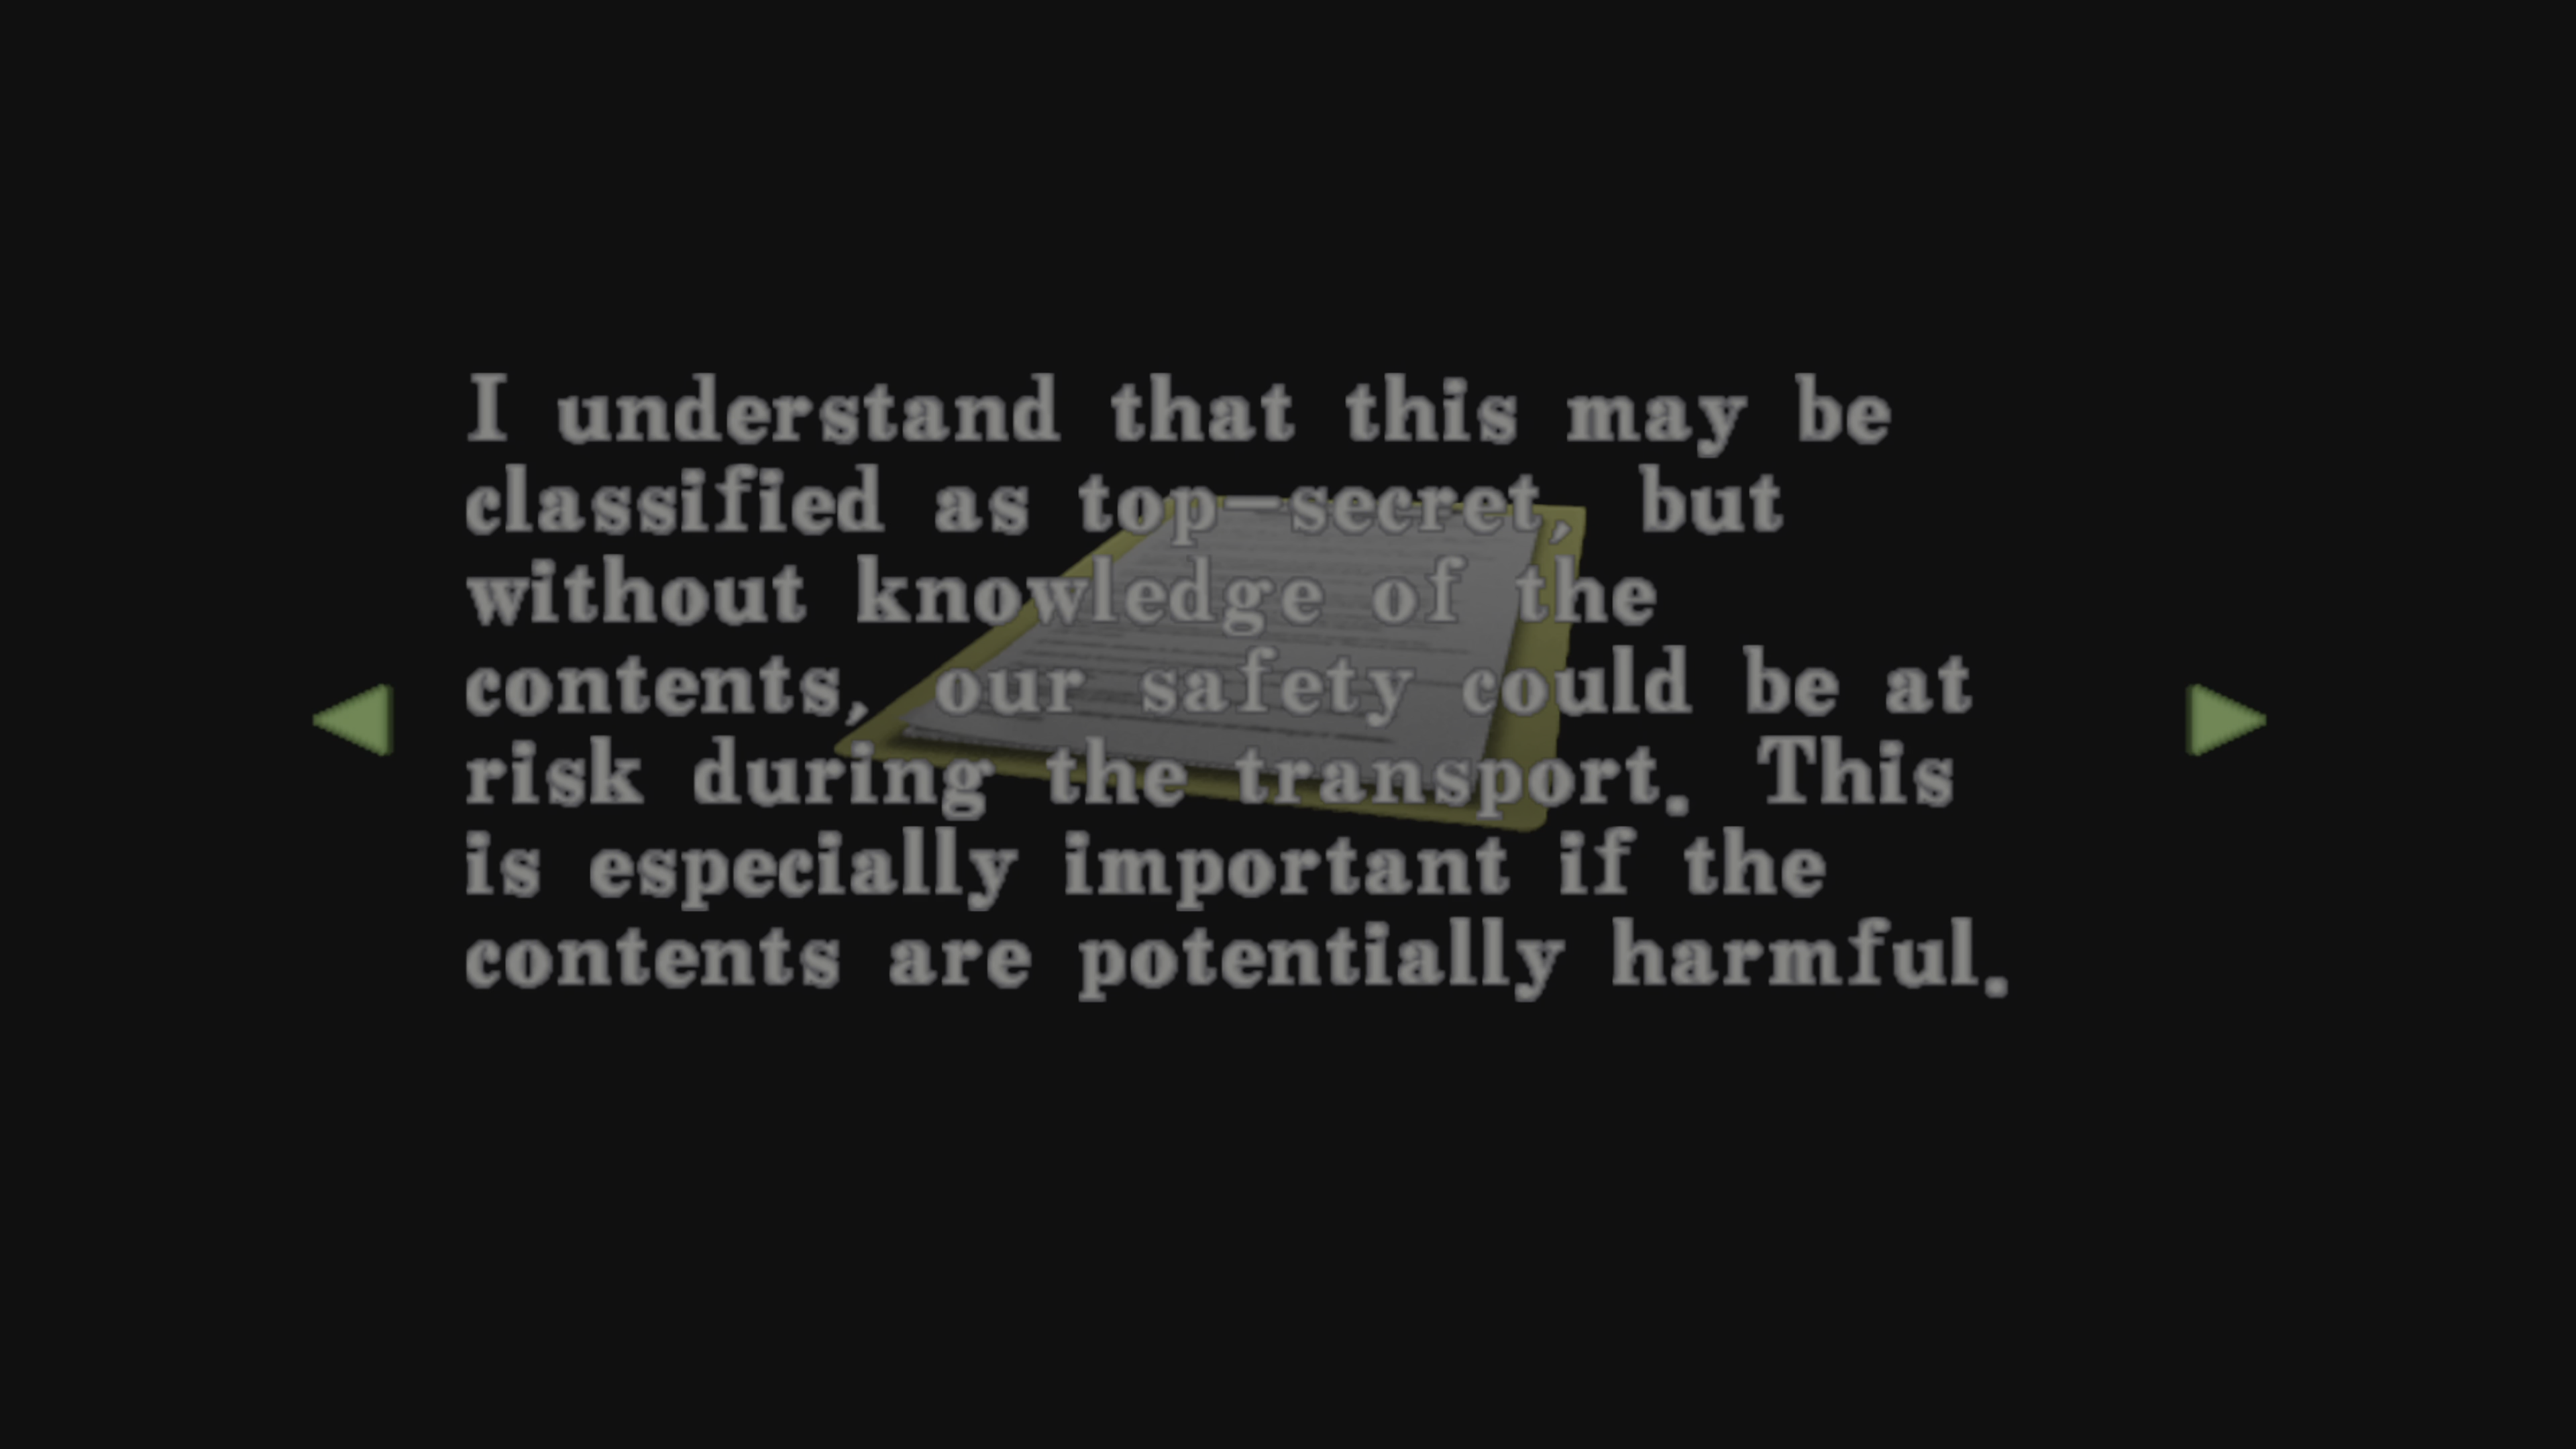 I understand that this may be
classified as top-secret, but
without knowledge of the
contents, our safety could be at
risk during the transport. This
is especially important if the
contents are potentially harmful.